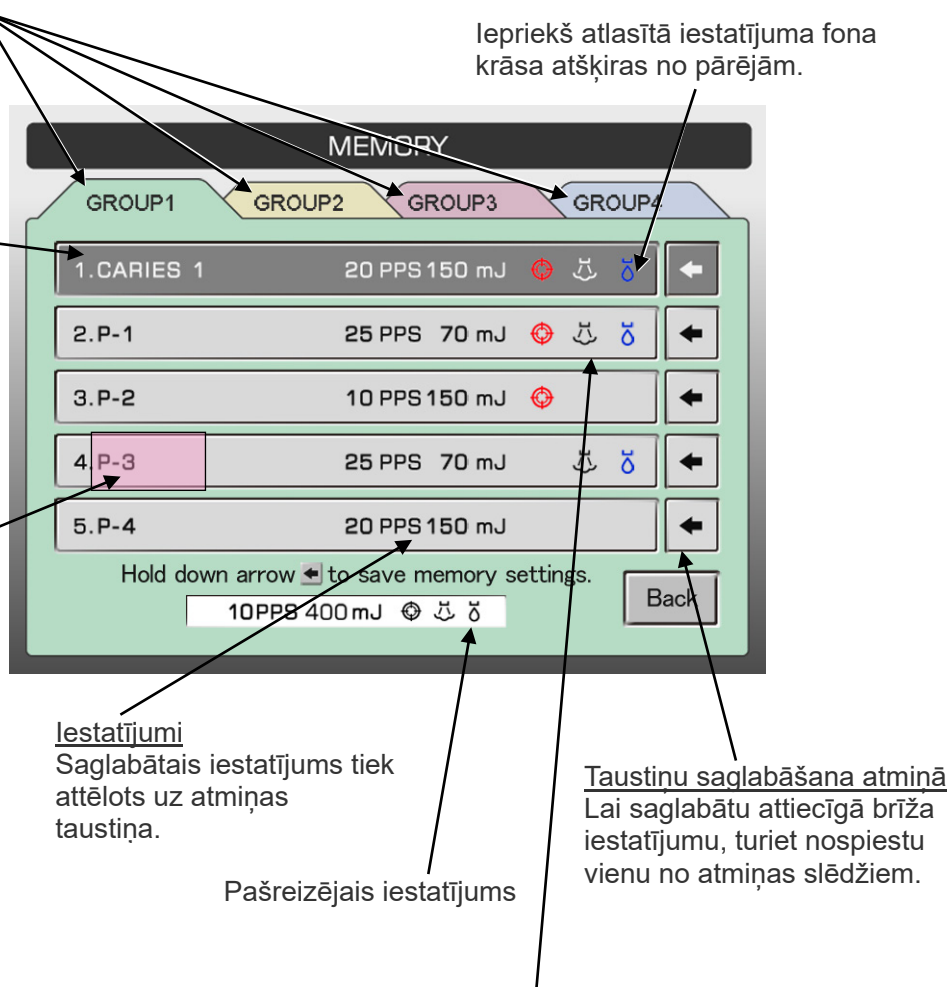 Iepriekš atlasītā iestatījuma fona
krāsa atšķiras no pārējām.
MEMORY
GROUP1 GROUP2 GROUP3 GROUP4
1.CARIES 1 20 PPS 150 mJ
2.P-1 25 PPS 70 mJ
3.P-2 10 PPS 150 mJ
4.P-3 25 PPS 70 mJ
5.P-4 20 PPS 150 mJ
Hold down arrow to save memory settings.
10PPS 400 mJ
Back
Iestatījumi
Saglabātais iestatījums tiek
attēlots uz atmiņas
taustiņa.
Pašreizējais iestatījums
Taustiņu saglabāšana atmiņā
Lai saglabātu attiecīgā brīža
iestatījumu, turiet nospiestu
vienu no atmiņas slēdžiem.